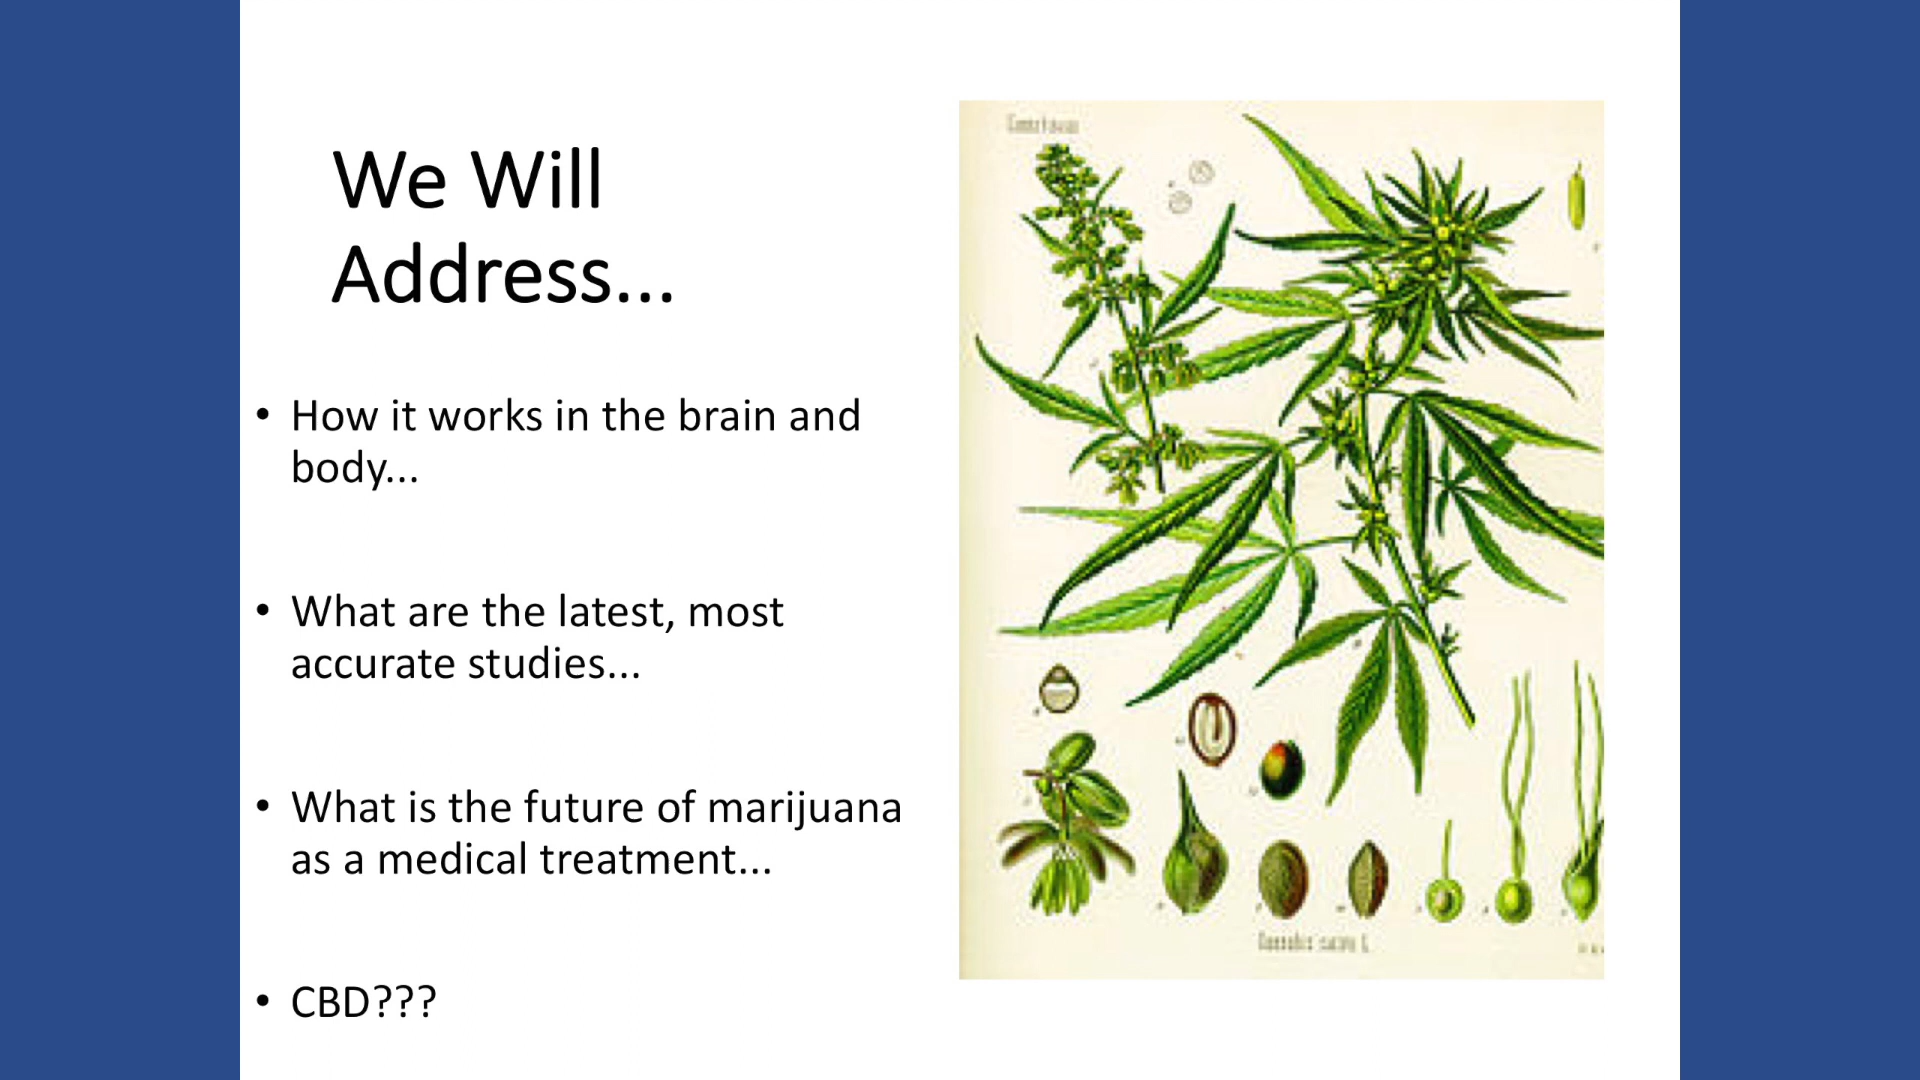 We Will
Address...
• How it works in the brain and
body...
• What are the latest, most
accurate studies...
• What is the future of marijuana
as a medical treatment...
• CBD???